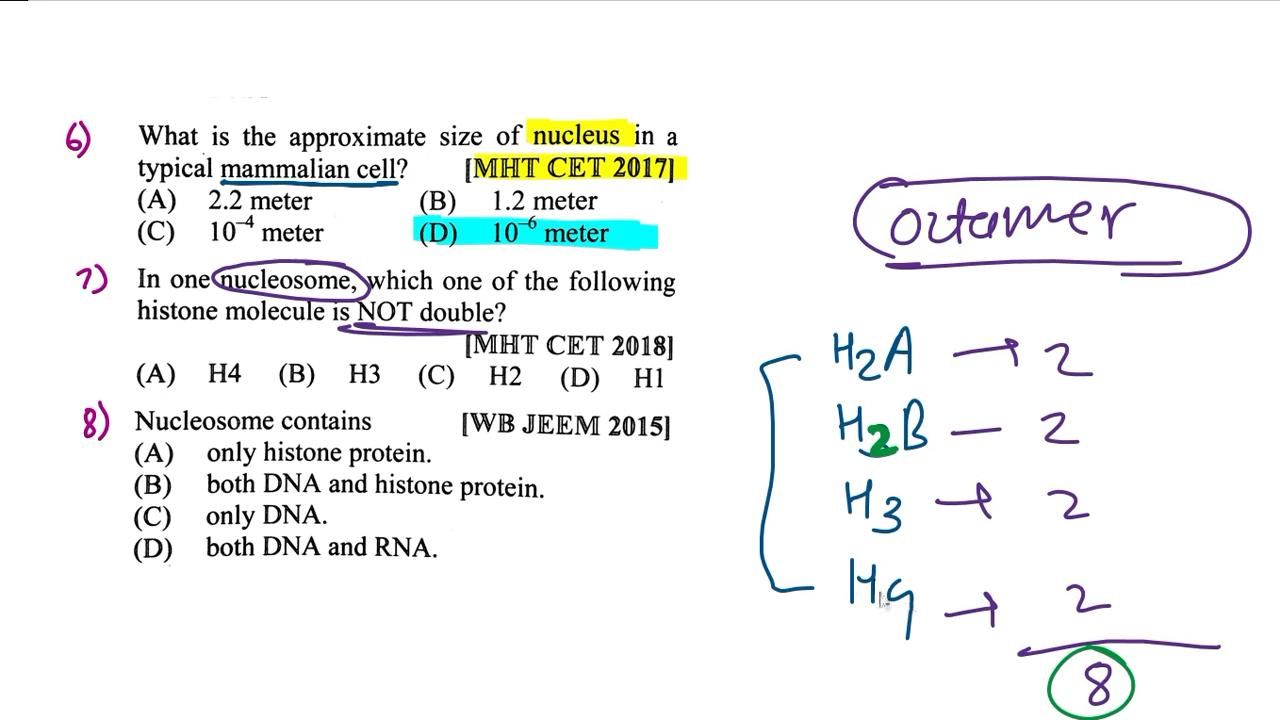 6) What is the approximate size of nucleus in a
typical mammalian cell? [MHT CET 2017]
(A) 2.2 meter (B) 1.2 meter
(C) 10⁻⁴ meter (D) 10⁻⁶ meter
7) In one nucleosome, which one of the following
histone molecule is NOT double?
[MHT CET 2018]
(A) H4 (B) H3 (C) H2 (D) H1
8) Nucleosome contains [WB JEEM 2015]
(A) only histone protein.
(B) both DNA and histone protein.
(C) only DNA.
(D) both DNA and RNA.
octamer
H2A → 2
H2B — 2
H3 → 2
H4 → 2
8